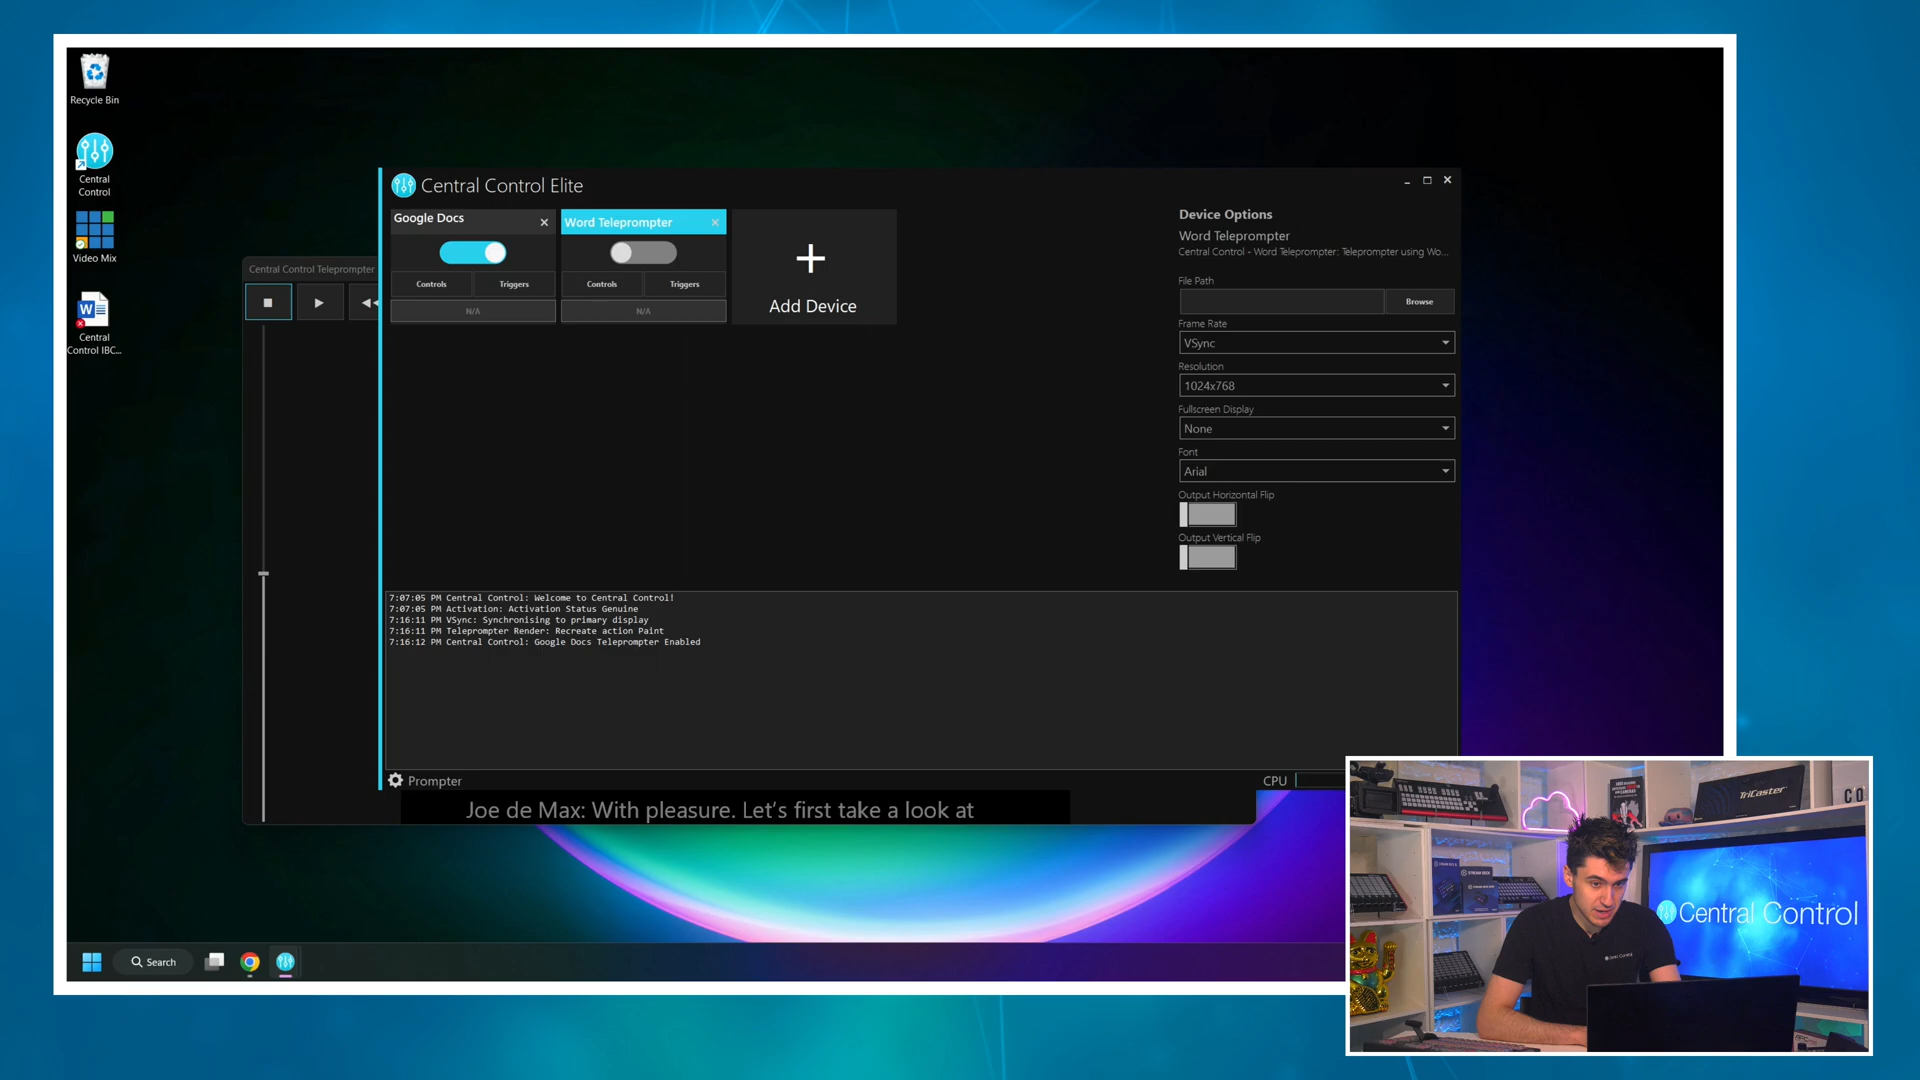 Recycle Bin
Central
Control
Video Mix
Central
Control IBC...
Central Control Teleprompter
Central Control Elite
Google Docs
Word Teleprompter
Controls
Triggers
Controls
Triggers
N/A
N/A
Add Device
Device Options
Word Teleprompter
Central Control - Word Teleprompter: Teleprompter using Wo...
File Path
Browse
Frame Rate
VSync
Resolution
1024x768
Fullscreen Display
None
Font
Arial
Output Horizontal Flip
Output Vertical Flip
7:07:05 PM Central Control: Welcome to Central Control!
7:07:05 PM Activation: Activation Status Genuine
7:16:11 PM VSync: Synchronising to primary display
7:16:11 PM Teleprompter Render: Recreate action Paint
7:16:12 PM Central Control: Google Docs Teleprompter Enabled
Prompter
CPU
Joe de Max: With pleasure. Let's first take a look at
Search
TriCaster
CO
STREAM DECK
Central Control